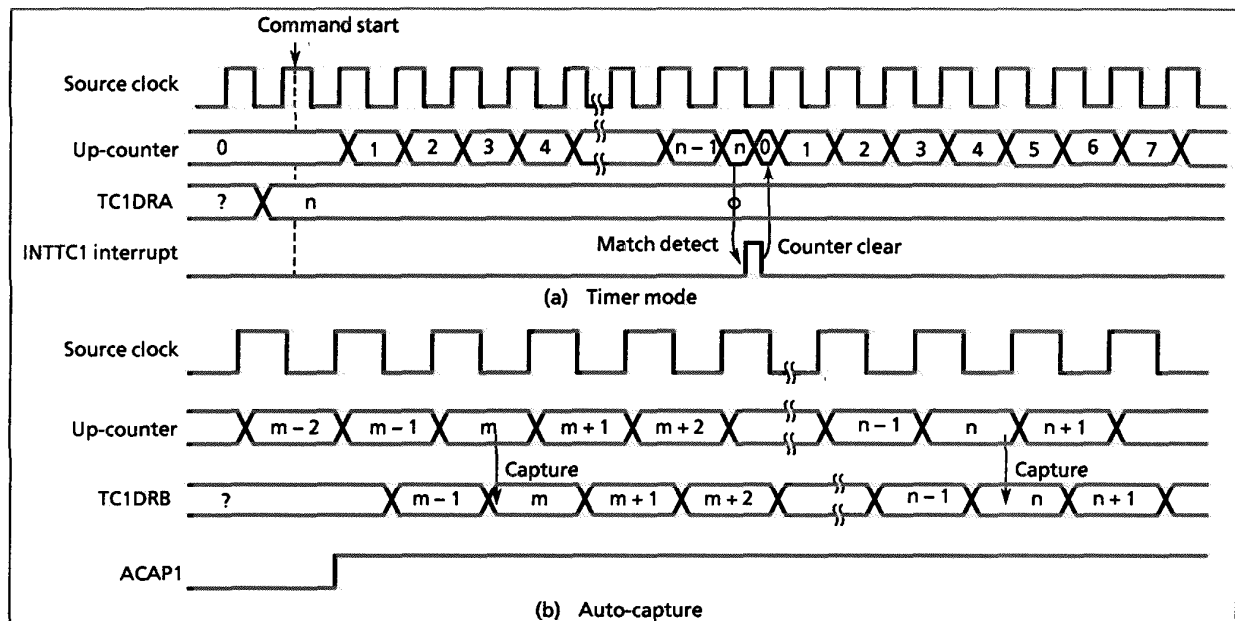 Command start
Source clock
Up-counter 0 1 2 3 4 n – 1 n 0 1 2 3 4 5 6 7
TC1DRA ? n
INTTC1 interrupt Match detect Counter clear
(a) Timer mode
Source clock
Up-counter m – 2 m – 1 m m + 1 m + 2 n – 1 n n + 1
Capture Capture
TC1DRB ? m – 1 m m + 1 m + 2 n – 1 n n + 1
ACAP1
(b) Auto-capture